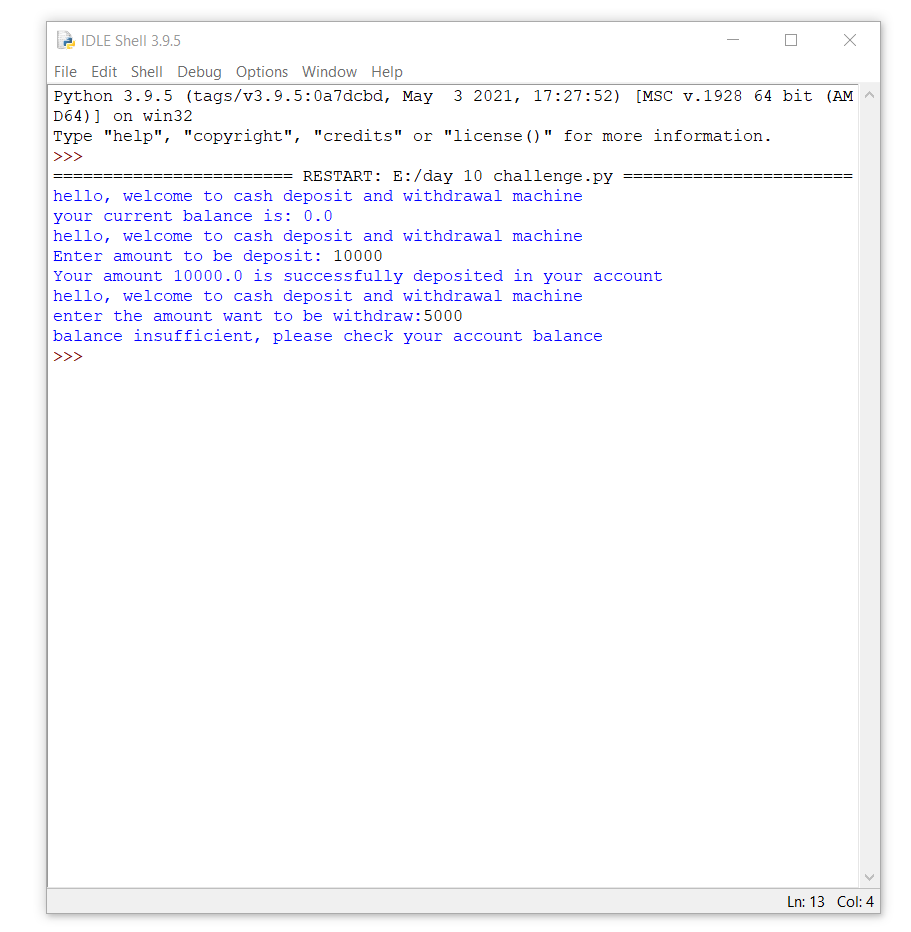 IDLE Shell 3.9.5
File Edit Shell Debug Options Window Help
Python 3.9.5 (tags/v3.9.5:0a7dcbd, May  3 2021, 17:27:52) [MSC v.1928 64 bit (AM
D64)] on win32
Type "help", "copyright", "credits" or "license()" for more information.
>>>
======================== RESTART: E:/day 10 challenge.py =======================
hello, welcome to cash deposit and withdrawal machine
your current balance is: 0.0
hello, welcome to cash deposit and withdrawal machine
Enter amount to be deposit: 10000
Your amount 10000.0 is successfully deposited in your account
hello, welcome to cash deposit and withdrawal machine
enter the amount want to be withdraw:5000
balance insufficient, please check your account balance
>>>
Ln: 13 Col: 4